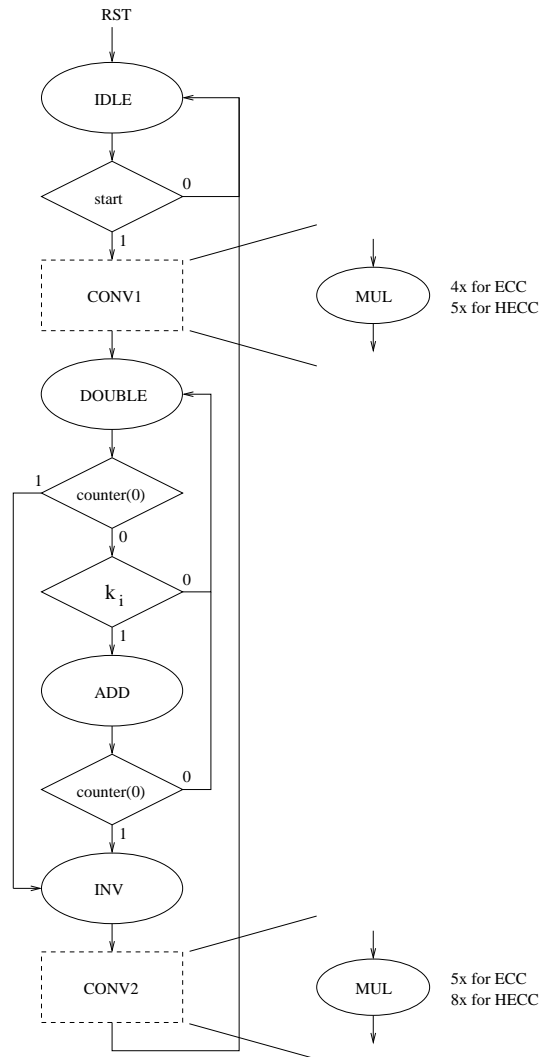 RST
IDLE
start
0
1
CONV1
MUL
4x for ECC
5x for HECC
DOUBLE
1
counter(0)
0
k i
0
1
ADD
counter(0)
0
1
INV
CONV2
MUL
5x for ECC
8x for HECC